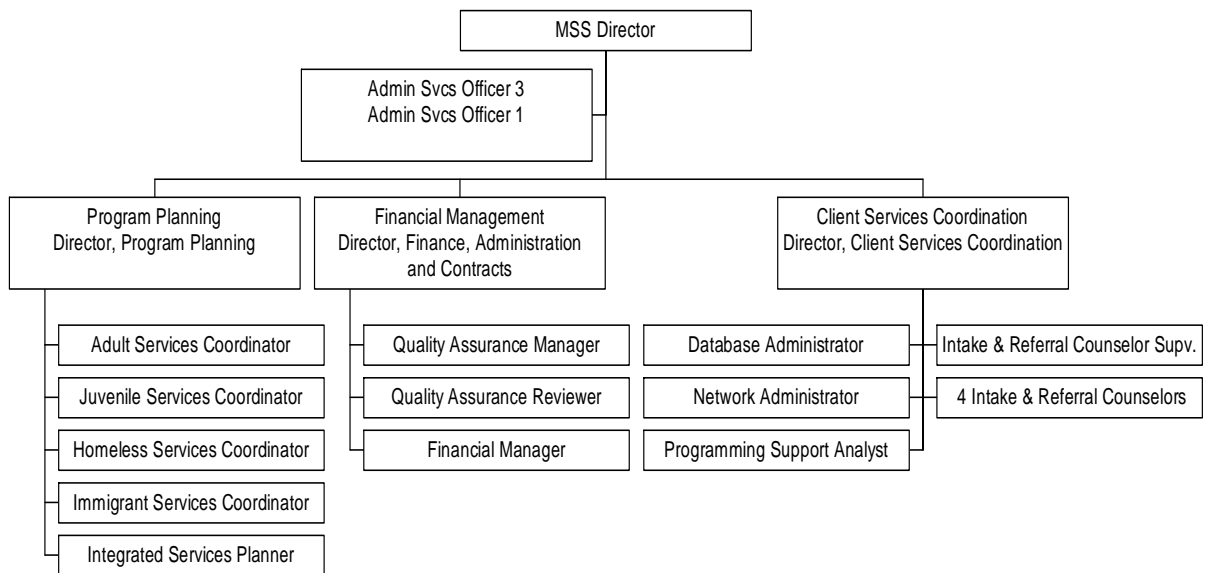 MSS Director
Admin Svcs Officer 3
Admin Svcs Officer 1
Program Planning
Director, Program Planning
Financial Management
Director, Finance, Administration
and Contracts
Client Services Coordination
Director, Client Services Coordination
Adult Services Coordinator
Juvenile Services Coordinator
Homeless Services Coordinator
Immigrant Services Coordinator
Integrated Services Planner
Quality Assurance Manager
Quality Assurance Reviewer
Financial Manager
Database Administrator
Network Administrator
Programming Support Analyst
Intake & Referral Counselor Supv.
4 Intake & Referral Counselors